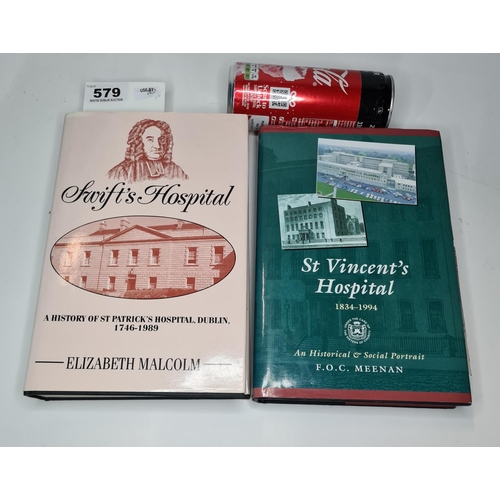 579
Swift's Hospital
A HISTORY OF ST PATRICK'S HOSPITAL, DUBLIN,
1746-1989
ELIZABETH MALCOLM
St Vincent's
Hospital
1834-1994
An Historical & Social Portrait
F.O.C. MEENAN